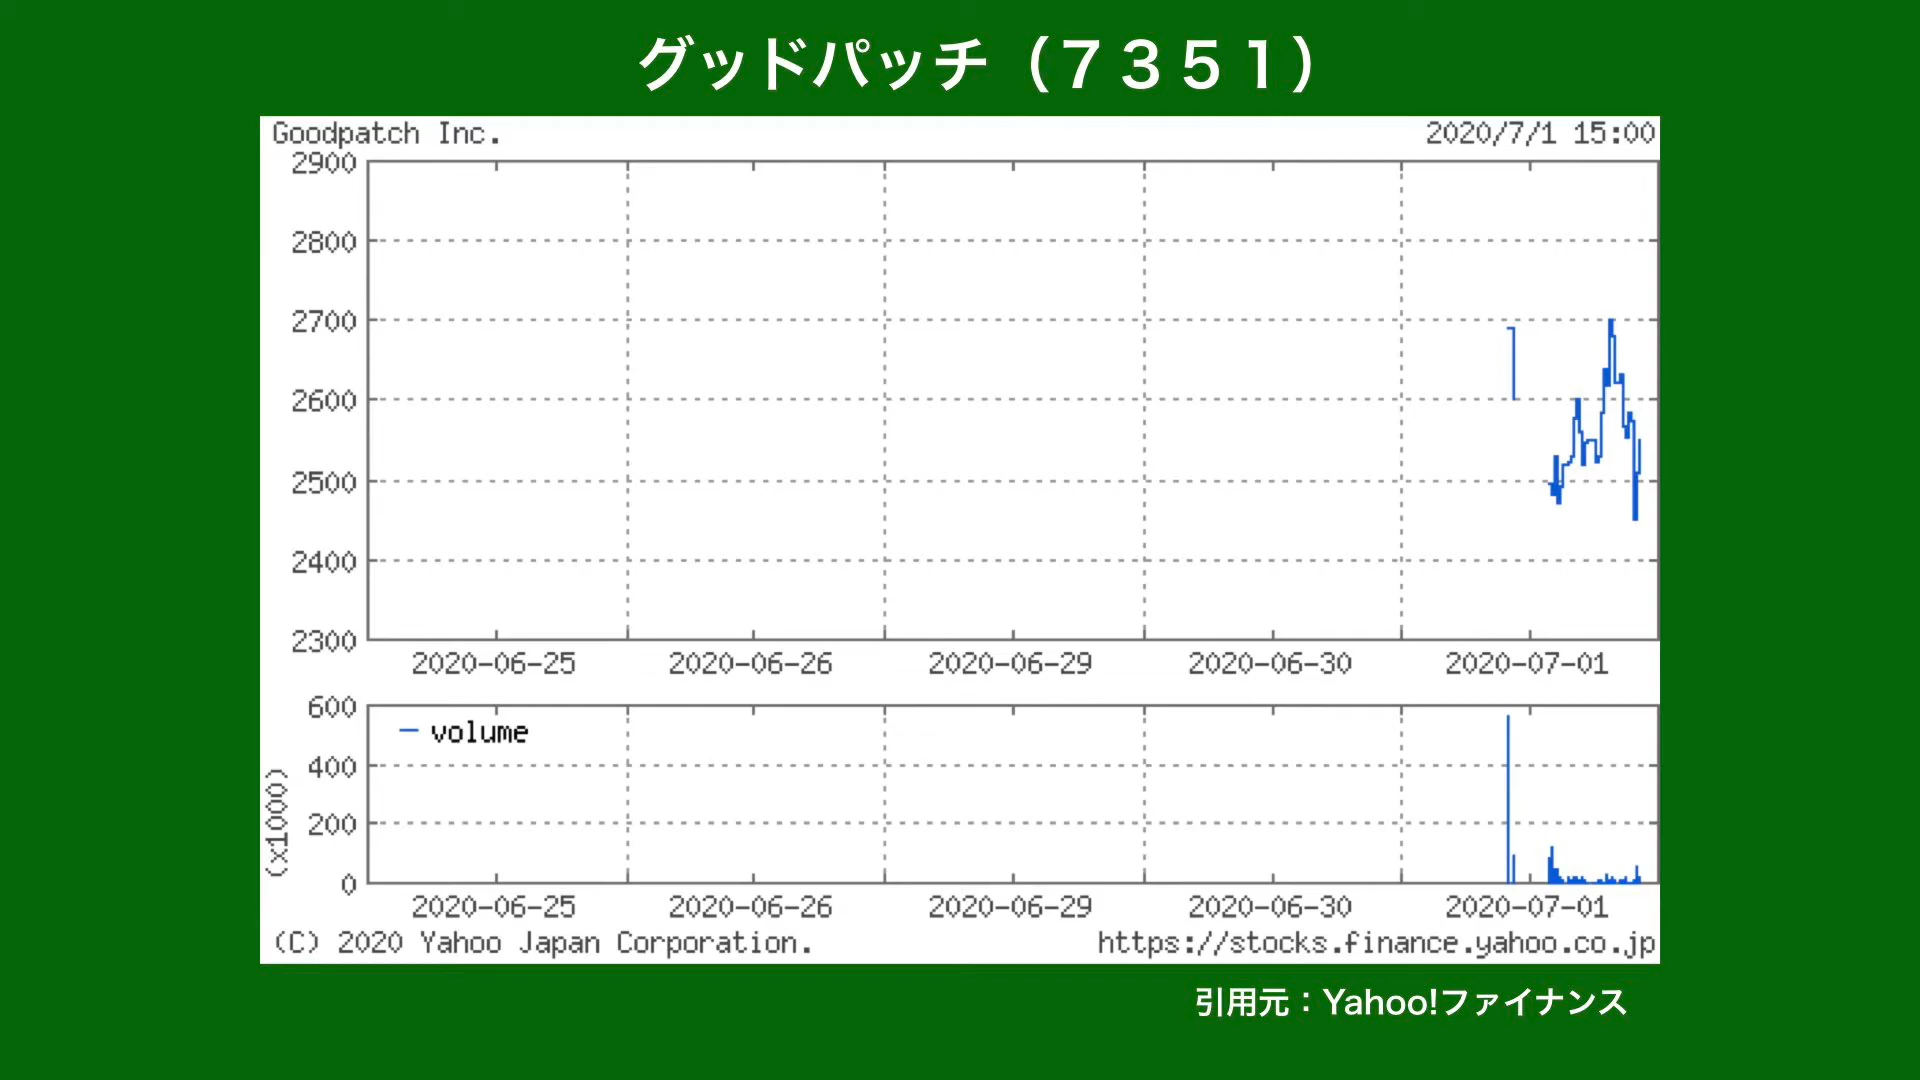 グッドパッチ（７３５１）
Goodpatch Inc.
2020/7/1 15:00
2900
2800
2700
2600
2500
2400
2300
2020-06-25 2020-06-26 2020-06-29 2020-06-30 2020-07-01
600
volume
400
200
0
(x1000)
2020-06-25 2020-06-26 2020-06-29 2020-06-30 2020-07-01
(C) 2020 Yahoo Japan Corporation.
https://stocks.finance.yahoo.co.jp
引用元：Yahoo!ファイナンス